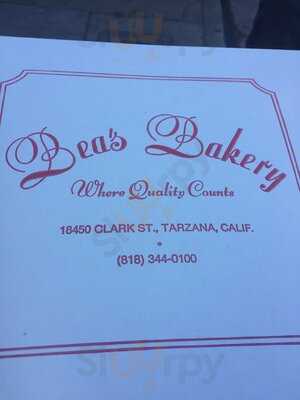 Bea's Bakery
Where Quality Counts
18450 CLARK ST., TARZANA, CALIF.
•
(818) 344-0100